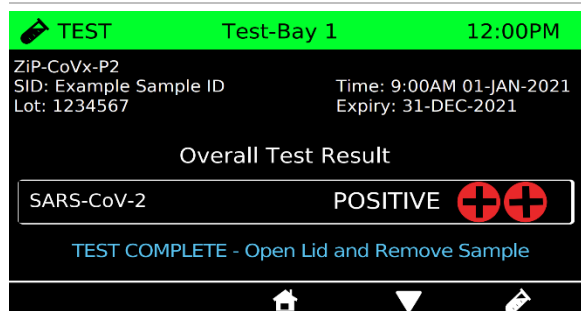 TEST Test-Bay 1 12:00PM
ZiP-CoVx-P2
SID: Example Sample ID Time: 9:00AM 01-JAN-2021
Lot: 1234567 Expiry: 31-DEC-2021
Overall Test Result
SARS-CoV-2 POSITIVE
TEST COMPLETE - Open Lid and Remove Sample